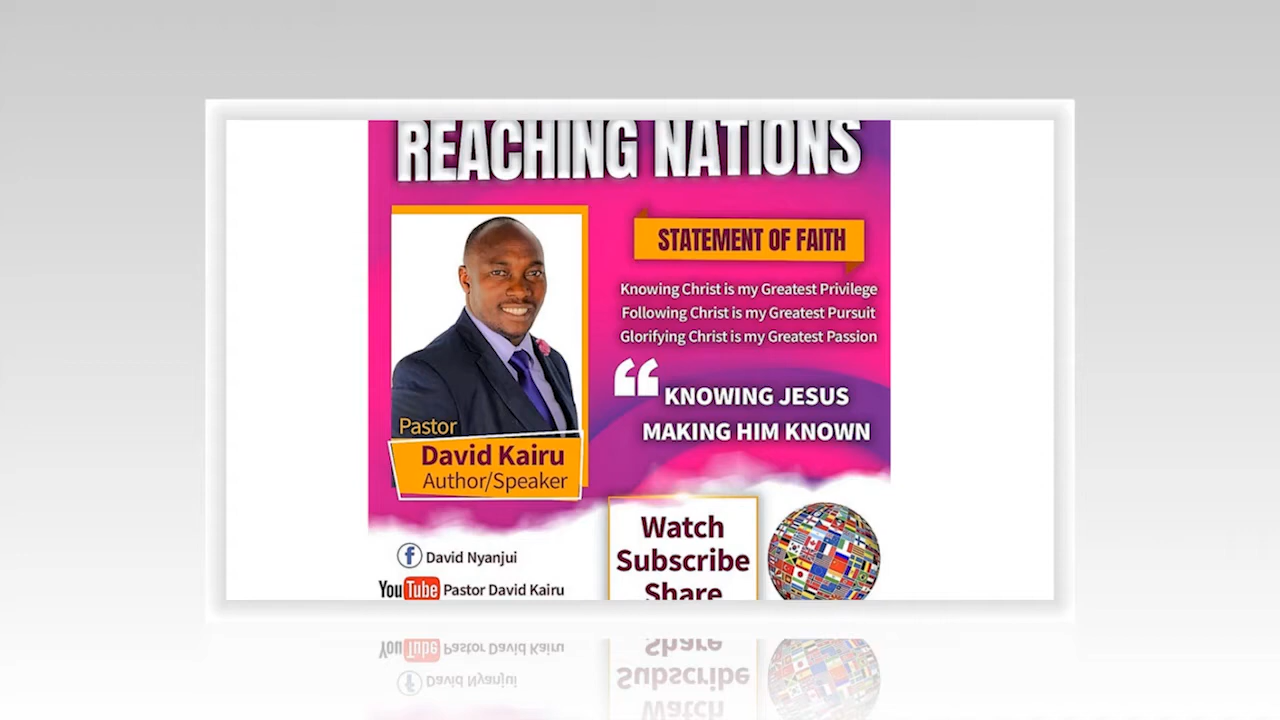 REACHING NATIONS
STATEMENT OF FAITH
Knowing Christ is my Greatest Privilege
Following Christ is my Greatest Pursuit
Glorifying Christ is my Greatest Passion
“ KNOWING JESUS
MAKING HIM KNOWN
Pastor
David Kairu
Author/Speaker
Watch
Subscribe
Share
f David Nyanjui
YouTube Pastor David Kairu